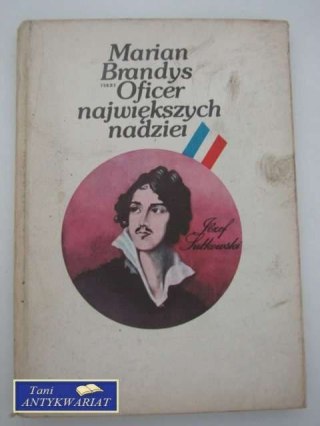 Marian
Brandys
Oficer
największych
nadziei
Józef
Sułkowski
Tani
ANTYKWARIAT